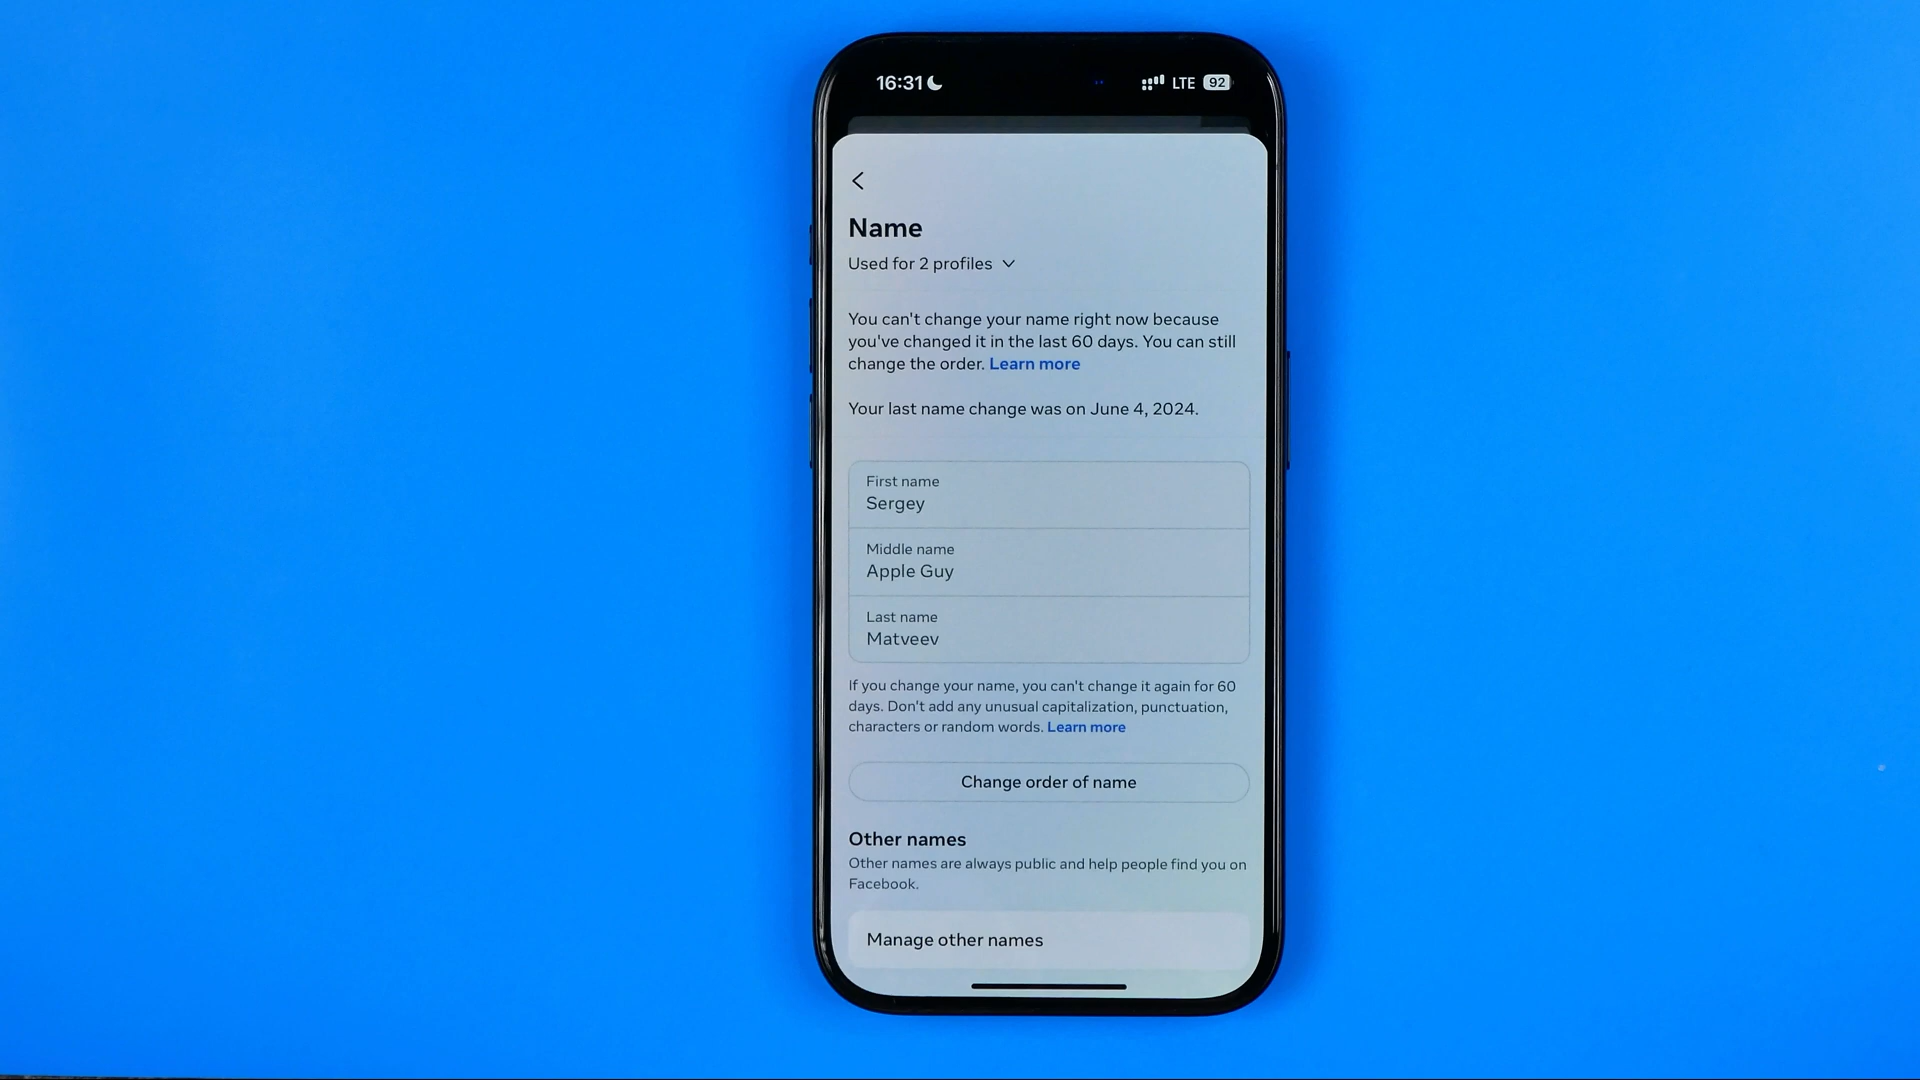 16:31 LTE 92
Name
Used for 2 profiles
You can't change your name right now because
you've changed it in the last 60 days. You can still
change the order. Learn more
Your last name change was on June 4, 2024.
First name
Sergey
Middle name
Apple Guy
Last name
Matveev
If you change your name, you can't change it again for 60
days. Don't add any unusual capitalization, punctuation,
characters or random words. Learn more
Change order of name
Other names
Other names are always public and help people find you on
Facebook.
Manage other names